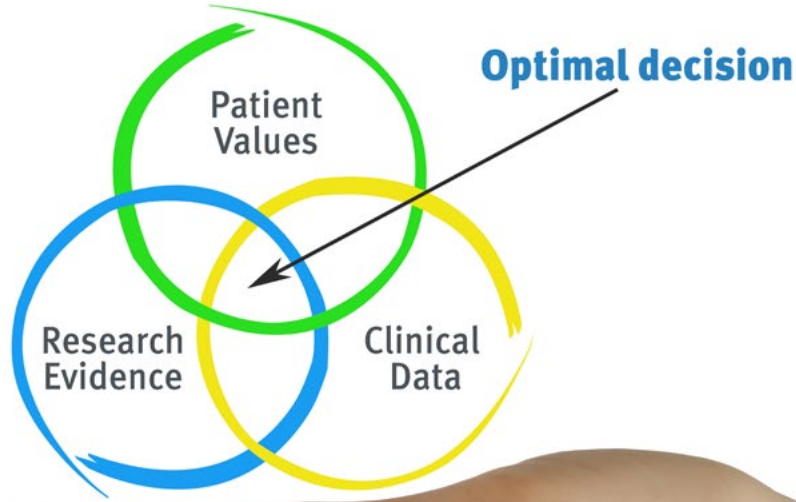 Optimal decision
Patient
Values
Research
Evidence
Clinical
Data